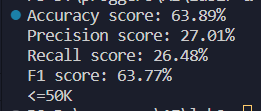 Accuracy score: 63.89%
Precision score: 27.01%
Recall score: 26.48%
F1 score: 63.77%
<=50K